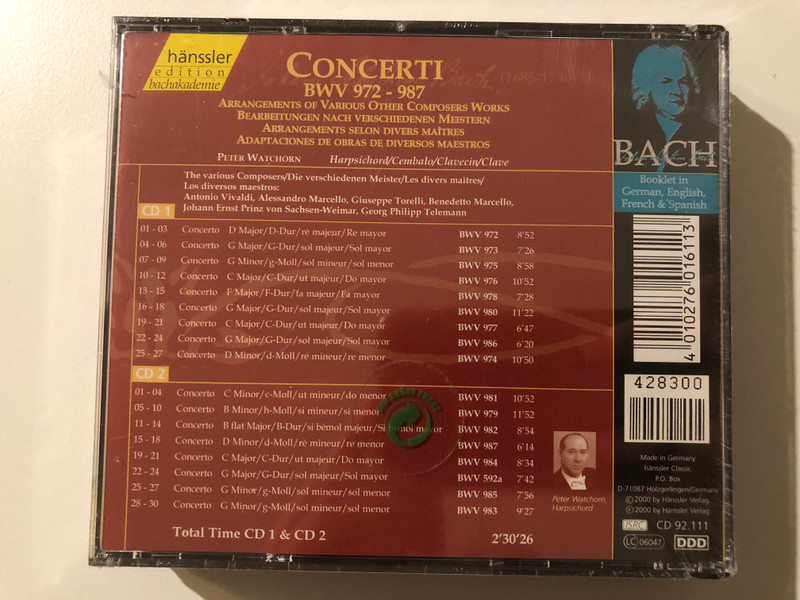 hänssler
edition
bachakademie
CONCERTI
(1685-1750)
BWV 972 - 987
ARRANGEMENTS OF VARIOUS OTHER COMPOSERS WORKS
BEARBEITUNGEN NACH VERSCHIEDENEN MEISTERN
ARRANGEMENTS SELON DIVERS MAÎTRES
ADAPTACIONES DE OBRAS DE DIVERSOS MAESTROS
PETER WATCHORN Harpsichord/Cembalo/Clavecin/Clave
The various Composers/Die verschiedenen Meister/Les divers maitres/
Los diversos maestros:
Antonio Vivaldi, Alessandro Marcello, Giuseppe Torelli, Benedetto Marcello,
Johann Ernst Prinz von Sachsen-Weimar, Georg Philipp Telemann
CD 1
01 - 03 Concerto D Major/D-Dur/ré majeur/Re mayor BWV 972 8'52
04 - 06 Concerto G Major/G-Dur/sol majeur/Sol mayor BWV 973 7'26
07 - 09 Concerto G Minor/g-Moll/sol mineur/sol menor BWV 975 8'58
10 - 12 Concerto C Major/C-Dur/ut majeur/Do mayor BWV 976 10'52
13 - 15 Concerto F Major/F-Dur/fa majeur/Fa mayor BWV 978 7'28
16 - 18 Concerto G Major/G-Dur/sol majeur/Sol mayor BWV 980 11'22
19 - 21 Concerto C Major/C-Dur/ut majeur/Do mayor BWV 977 6'47
22 - 24 Concerto G Major/G-Dur/sol majeur/Sol mayor BWV 986 6'20
25 - 27 Concerto D Minor/d-Moll/ré mineur/re menor BWV 974 10'50
CD 2
01 - 04 Concerto C Minor/c-Moll/ut mineur/do menor BWV 981 10'52
05 - 10 Concerto B Minor/h-Moll/si mineur/si menor BWV 979 11'52
11 - 14 Concerto B flat Major/B-Dur/si bemol majeur/Si bemol mayor BWV 982 8'54
15 - 18 Concerto D Minor/d-Moll/ré mineur/re menor BWV 987 6'14
19 - 21 Concerto C Major/C-Dur/ut majeur/Do mayor BWV 984 8'34
22 - 24 Concerto G Major/G-Dur/sol majeur/Sol mayor BWV 592a 7'42
25 - 27 Concerto G Minor/g-Moll/sol mineur/sol menor BWV 985 7'56
28 - 30 Concerto G Minor/g-Moll/sol mineur/sol menor BWV 983 9'27
Total Time CD 1 & CD 2 2'30'26
Peter Watchorn,
Harpsichord
BACH
Booklet in
German, English,
French & Spanish
4 010276 016113
428300
Made in Germany
hänssler Classic
P.O. Box
D-71087 Holzgerlingen/Germany
© 2000 by Hänssler Verlag,
℗ 2000 by Hänssler Verlag
ISRC CD 92.111
LC 06047 DDD